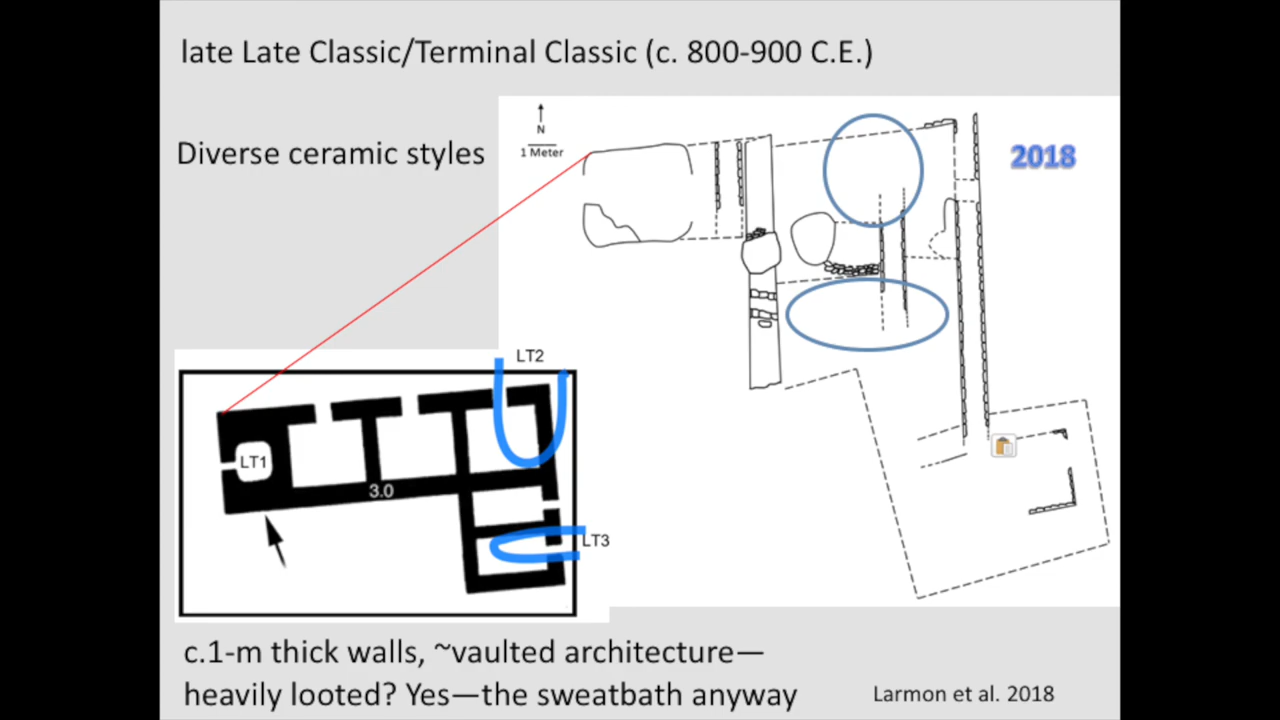 late Late Classic/Terminal Classic (c. 800-900 C.E.)
Diverse ceramic styles
N
1 Meter
2018
LT2
LT1
3.0
LT3
c.1-m thick walls, ~vaulted architecture—
heavily looted? Yes—the sweatbath anyway
Larmon et al. 2018